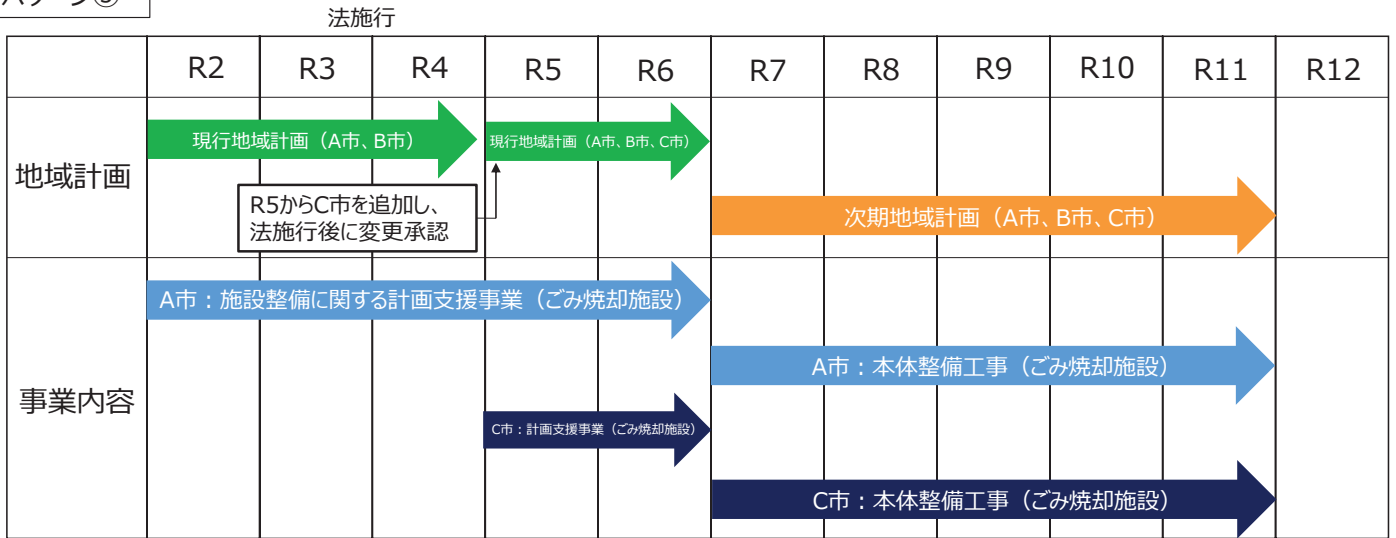 パターン③
法施行
R2 R3 R4 R5 R6 R7 R8 R9 R10 R11 R12
地域計画
現行地域計画（A市、B市）
現行地域計画（A市、B市、C市）
R5からC市を追加し、
法施行後に変更承認
次期地域計画（A市、B市、C市）
事業内容
A市：施設整備に関する計画支援事業（ごみ焼却施設）
A市：本体整備工事（ごみ焼却施設）
C市：計画支援事業（ごみ焼却施設）
C市：本体整備工事（ごみ焼却施設）